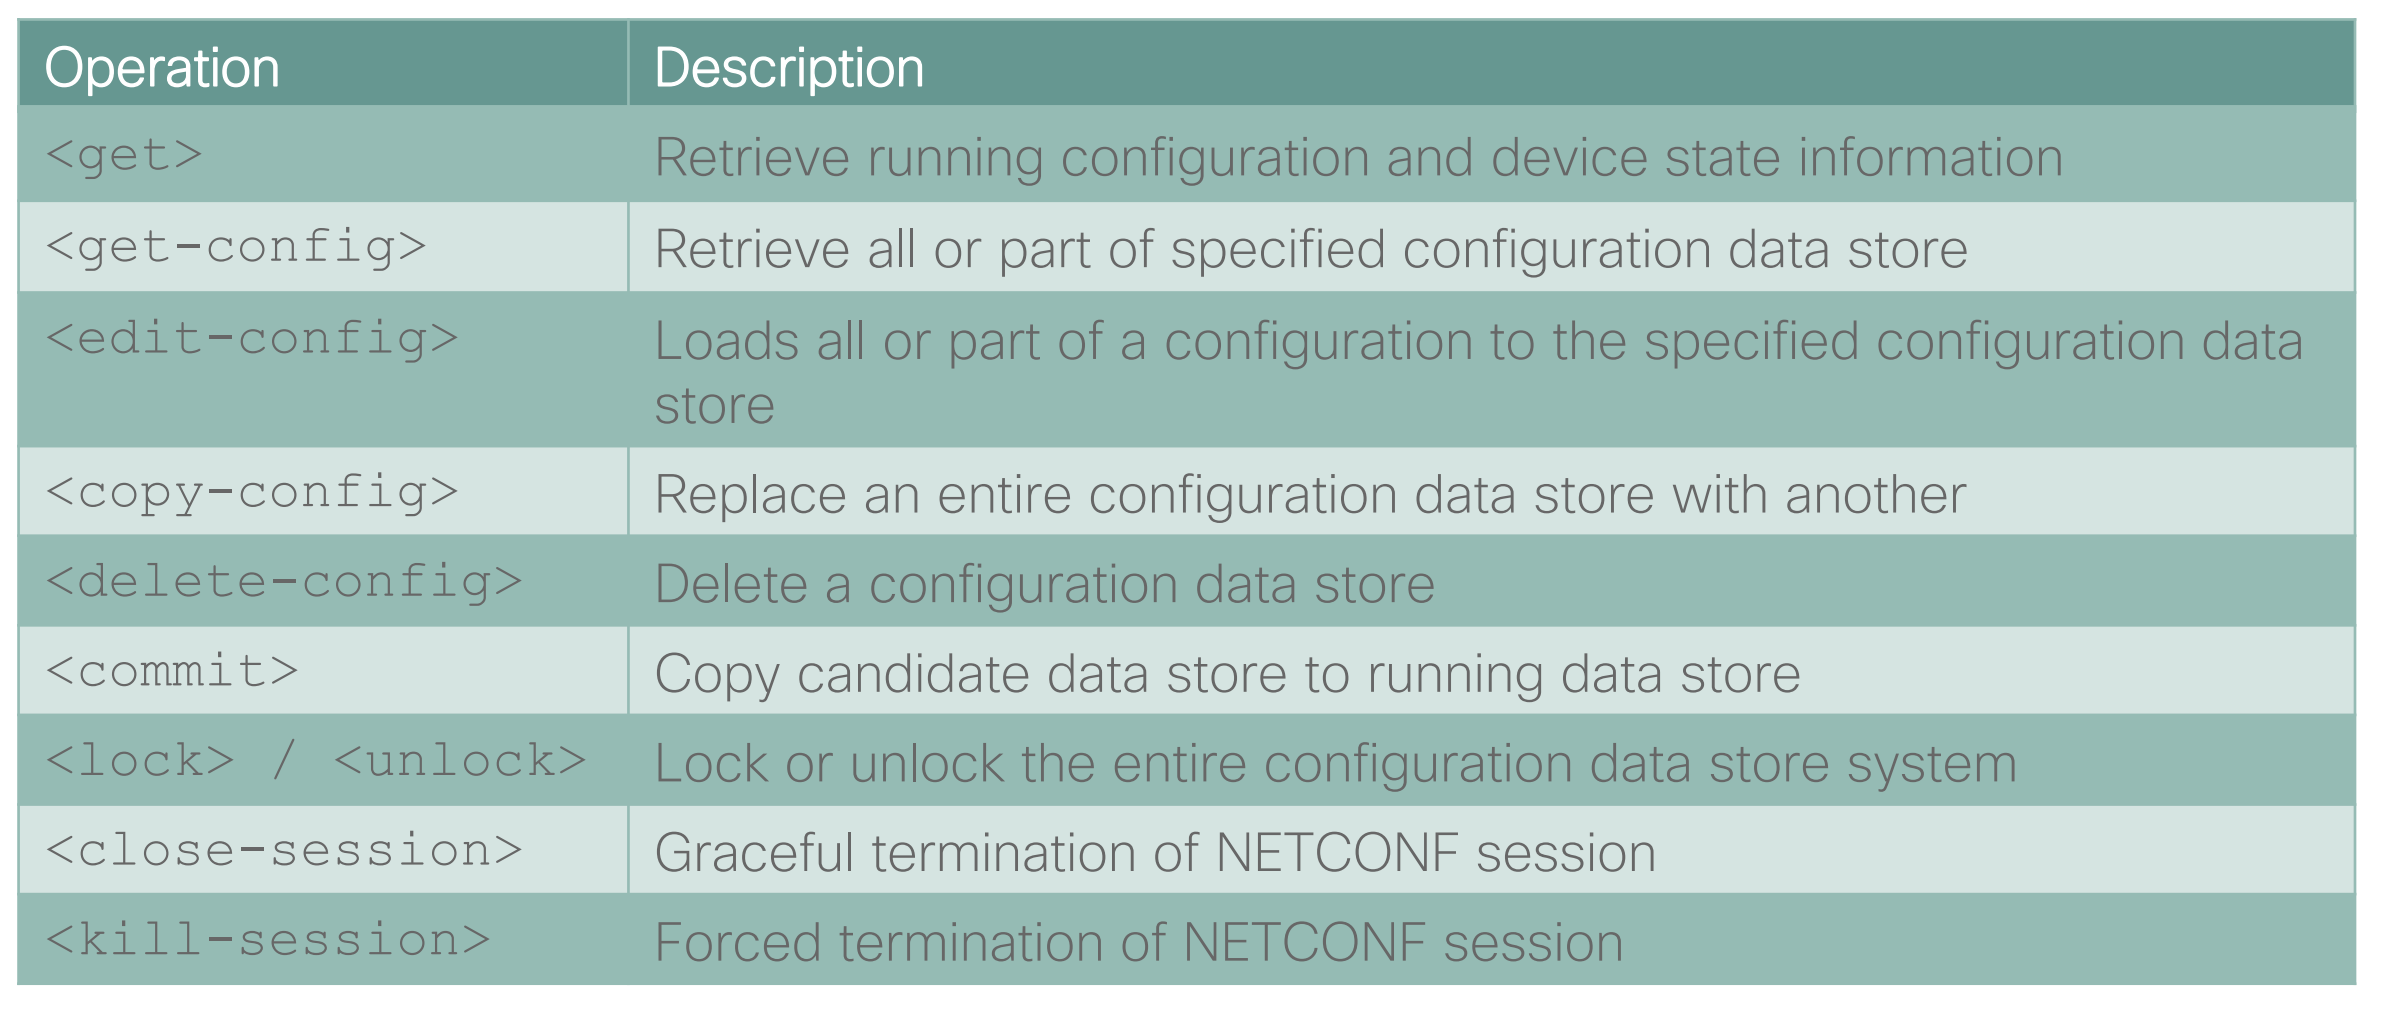 Operation Description
<get> Retrieve running configuration and device state information
<get-config> Retrieve all or part of specified configuration data store
<edit-config> Loads all or part of a configuration to the specified configuration data
store
<copy-config> Replace an entire configuration data store with another
<delete-config> Delete a configuration data store
<commit> Copy candidate data store to running data store
<lock> / <unlock> Lock or unlock the entire configuration data store system
<close-session> Graceful termination of NETCONF session
<kill-session> Forced termination of NETCONF session